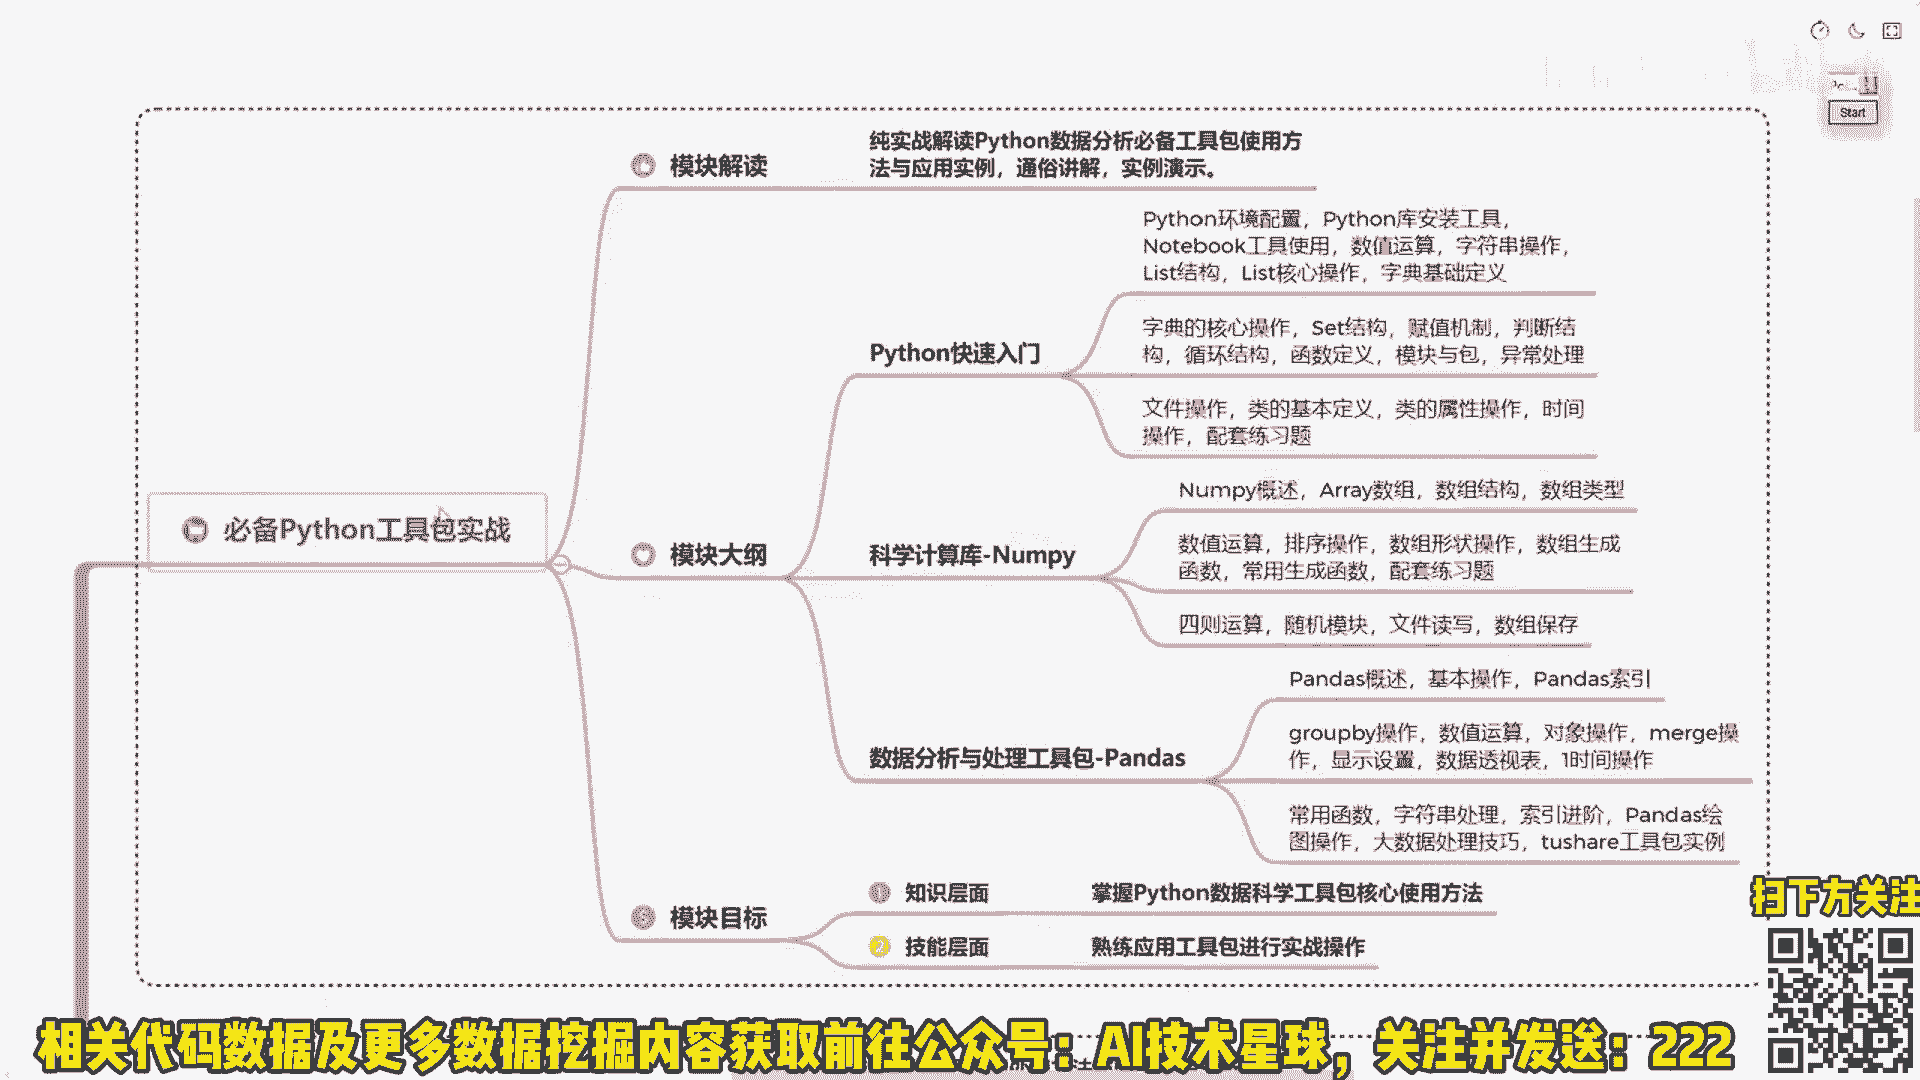 Start
模块解读
纯实战解读Python数据分析必备工具包使用方
法与应用实例，通俗讲解，实例演示。
Python环境配置，Python库安装工具，
Notebook工具使用，数值运算，字符串操作，
List结构，List核心操作，字典基础定义
Python快速入门
字典的核心操作，Set结构，赋值机制，判断结
构，循环结构，函数定义，模块与包，异常处理
文件操作，类的基本定义，类的属性操作，时间
操作，配套练习题
必备Python工具包实战
模块大纲
科学计算库-Numpy
Numpy概述，Array数组，数组结构，数组类型
数值运算，排序操作，数组形状操作，数组生成
函数，常用生成函数，配套练习题
四则运算，随机模块，文件读写，数组保存
数据分析与处理工具包-Pandas
Pandas概述，基本操作，Pandas索引
groupby操作，数值运算，对象操作，merge操
作，显示设置，数据透视表，1时间操作
常用函数，字符串处理，索引进阶，Pandas绘
图操作，大数据处理技巧，tushare工具包实例
模块目标
知识层面
掌握Python数据科学工具包核心使用方法
2
技能层面
熟练应用工具包进行实战操作
扫下方关注
相关代码数据及更多数据挖掘内容获取前往公众号：AI技术星球，关注并发送：222